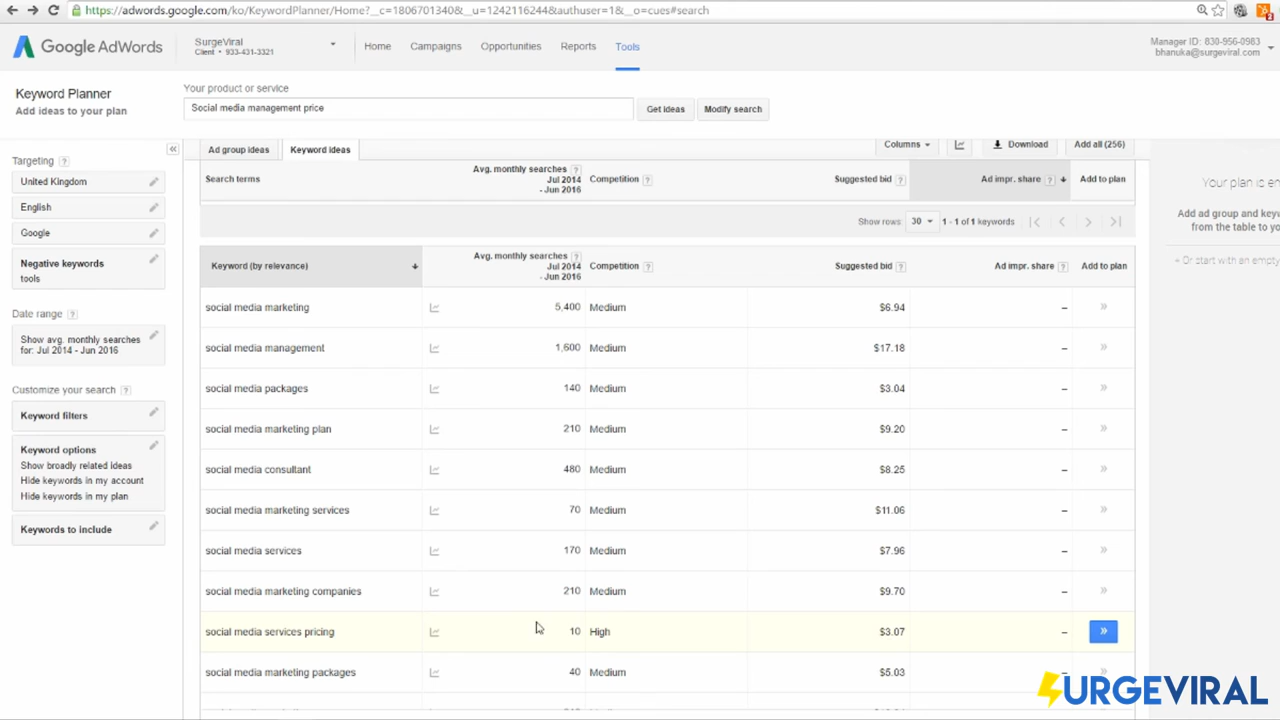 https://adwords.google.com/ko/KeywordPlanner/Home?__c=1806701340&__u=1242116244&authuser=1&__o=cues#search
Google AdWords
SurgeViral
Client • 933-431-3321
Home
Campaigns
Opportunities
Reports
Tools
Manager ID: 830-956-0983
bhanuka@surgeviral.com
Keyword Planner
Add ideas to your plan
Your product or service
Social media management price
Get ideas
Modify search
Targeting ?
United Kingdom
English
Google
Negative keywords
tools
Date range ?
Show avg. monthly searches
for: Jul 2014 - Jun 2016
Customize your search ?
Keyword filters
Keyword options
Show broadly related ideas
Hide keywords in my account
Hide keywords in my plan
Keywords to include
Ad group ideas
Keyword ideas
Columns
Download
Add all (256)
Search terms
Avg. monthly searches ?
Jul 2014
- Jun 2016
Competition ?
Suggested bid ?
Ad impr. share ?
Add to plan
Show rows: 30 1 - 1 of 1 keywords
Keyword (by relevance)
Avg. monthly searches ?
Jul 2014
- Jun 2016
Competition ?
Suggested bid ?
Ad impr. share ?
Add to plan
social media marketing 5,400 Medium $6.94 –
social media management 1,600 Medium $17.18 –
social media packages 140 Medium $3.04 –
social media marketing plan 210 Medium $9.20 –
social media consultant 480 Medium $8.25 –
social media marketing services 70 Medium $11.06 –
social media services 170 Medium $7.96 –
social media marketing companies 210 Medium $9.70 –
social media services pricing 10 High $3.07 –
social media marketing packages 40 Medium $5.03 –
Your plan is
Add ad group and
from the table to
+ Or start with an empty
URGEVIRAL